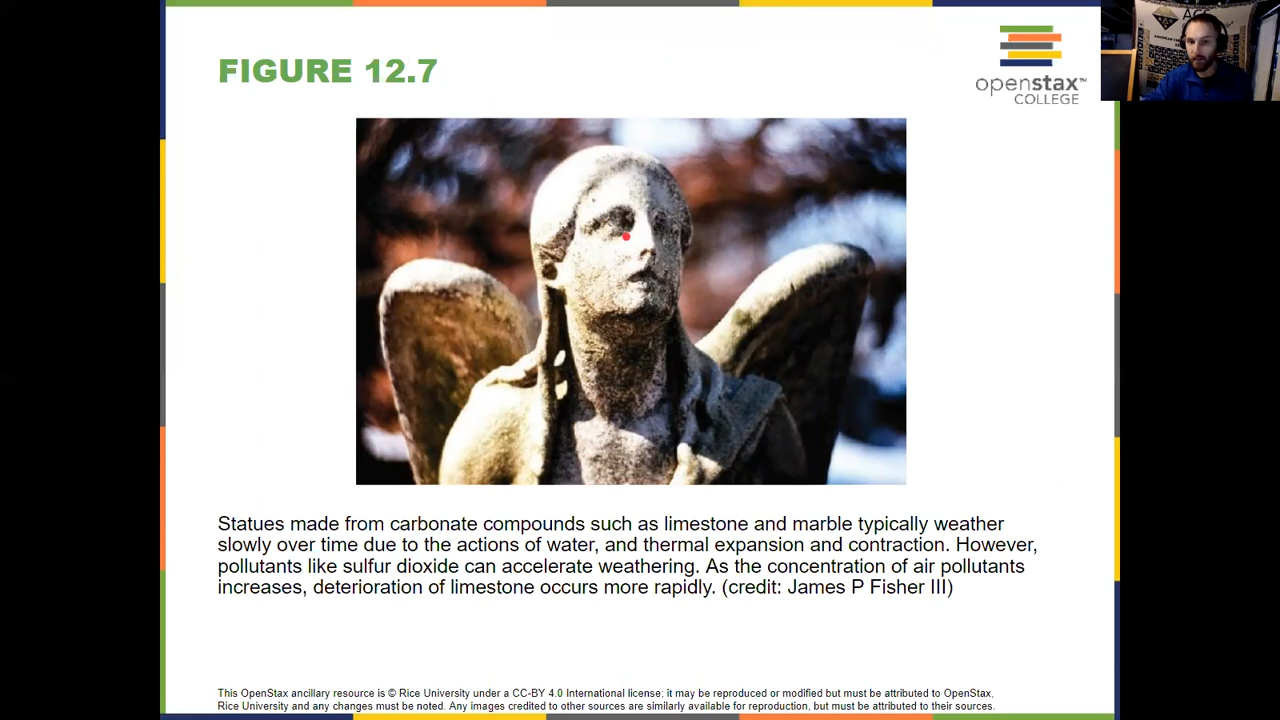 FIGURE 12.7
openstax™
COLLEGE
Statues made from carbonate compounds such as limestone and marble typically weather
slowly over time due to the actions of water, and thermal expansion and contraction. However,
pollutants like sulfur dioxide can accelerate weathering. As the concentration of air pollutants
increases, deterioration of limestone occurs more rapidly. (credit: James P Fisher III)
This OpenStax ancillary resource is © Rice University under a CC-BY 4.0 International license; it may be reproduced or modified but must be attributed to OpenStax,
Rice University and any changes must be noted. Any images credited to other sources are similarly available for reproduction, but must be attributed to their sources.